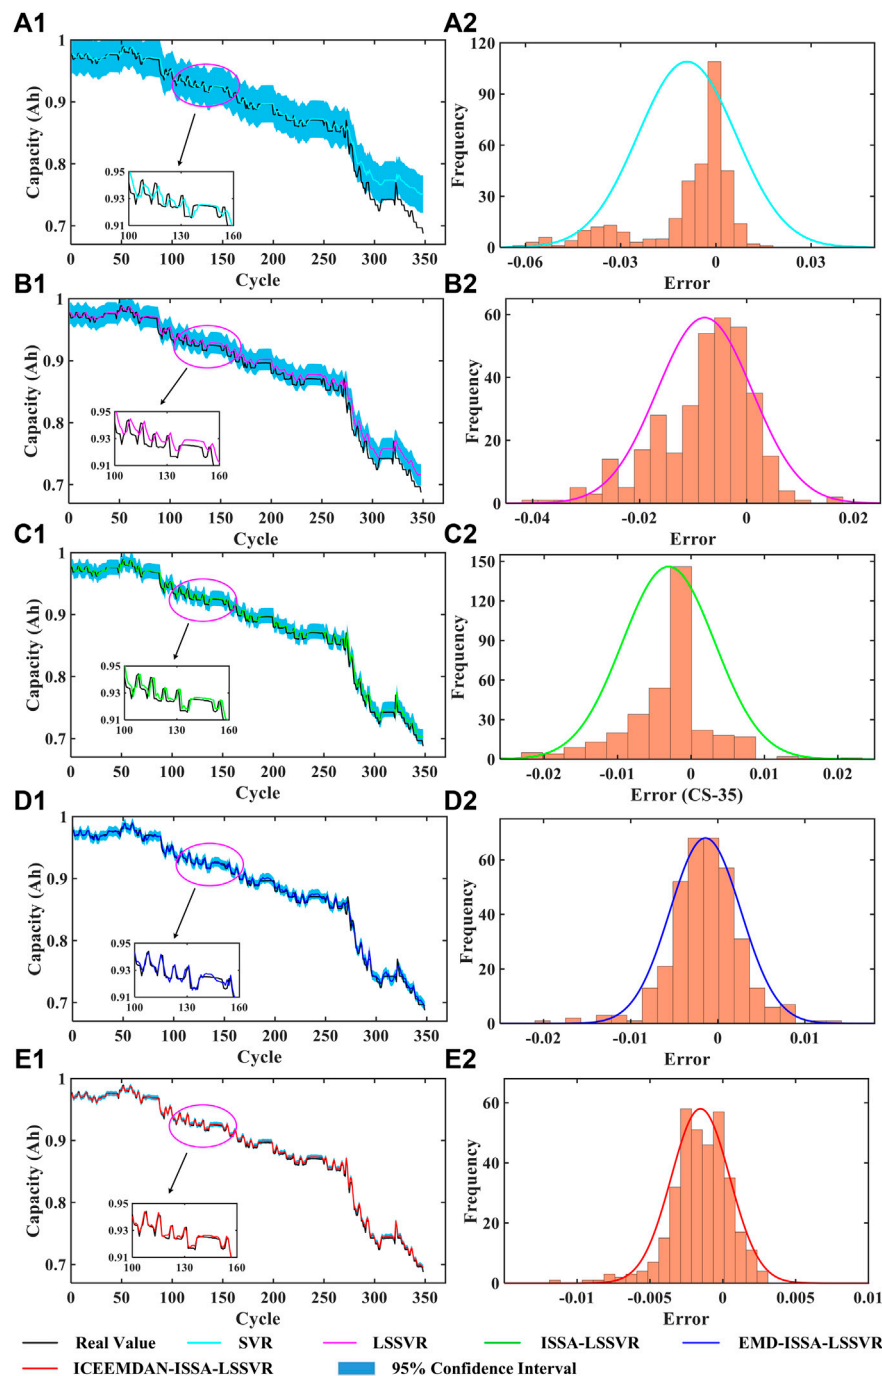 A1
A2
Capacity (Ah)
1
0.9
0.8
0.7
0.95
0.93
0.91
100 130 160
0 50 100 150 200 250 300 350
Cycle
Frequency
120
90
60
30
0
-0.06 -0.03 0 0.03
Error
B1
B2
Capacity (Ah)
1
0.9
0.8
0.7
0.95
0.93
0.91
100 130 160
0 50 100 150 200 250 300 350
Cycle
Frequency
60
40
20
0
-0.04 -0.02 0 0.02
Error
C1
C2
Capacity (Ah)
1
0.9
0.8
0.7
0.95
0.93
0.91
100 130 160
0 50 100 150 200 250 300 350
Cycle
Frequency
150
120
90
60
30
0
-0.02 -0.01 0 0.01 0.02
Error (CS-35)
D1
D2
Capacity (Ah)
1
0.9
0.8
0.7
0.95
0.93
0.91
100 130 160
0 50 100 150 200 250 300 350
Cycle
Frequency
60
40
20
0
-0.02 -0.01 0 0.01
Error
E1
E2
Capacity (Ah)
1
0.9
0.8
0.7
0.95
0.93
0.91
100 130 160
0 50 100 150 200 250 300 350
Cycle
Frequency
60
40
20
0
-0.01 -0.005 0 0.005 0.01
Error
Real Value SVR LSSVR ISSA-LSSVR EMD-ISSA-LSSVR
ICEEMDAN-ISSA-LSSVR 95% Confidence Interval